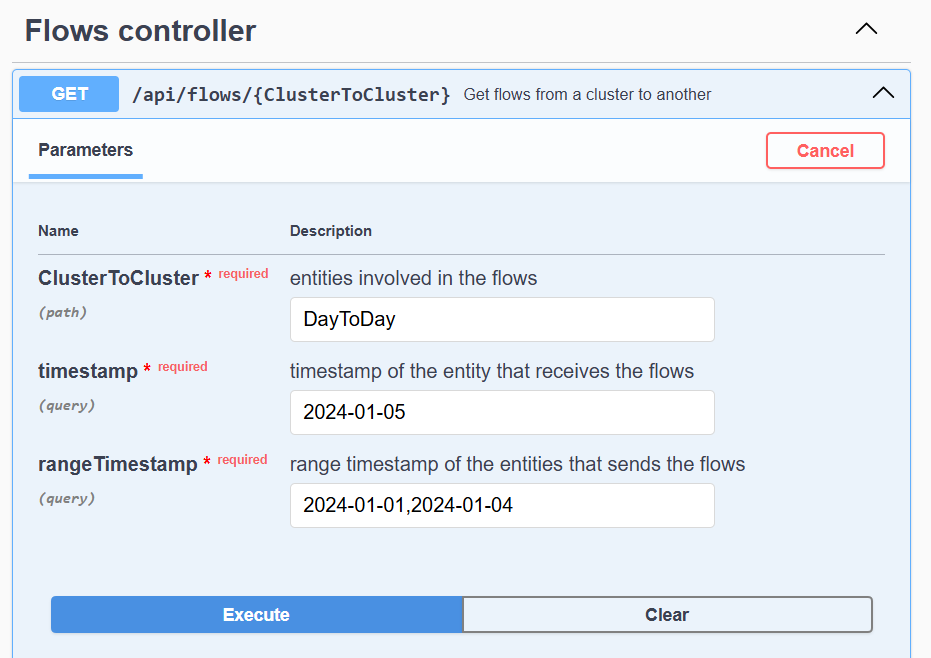 Flows controller
GET /api/flows/{ClusterToCluster} Get flows from a cluster to another
Parameters
Cancel
Name Description
ClusterToCluster * required entities involved in the flows
(path)
DayToDay
timestamp * required timestamp of the entity that receives the flows
(query)
2024-01-05
rangeTimestamp * required range timestamp of the entities that sends the flows
(query)
2024-01-01,2024-01-04
Execute Clear